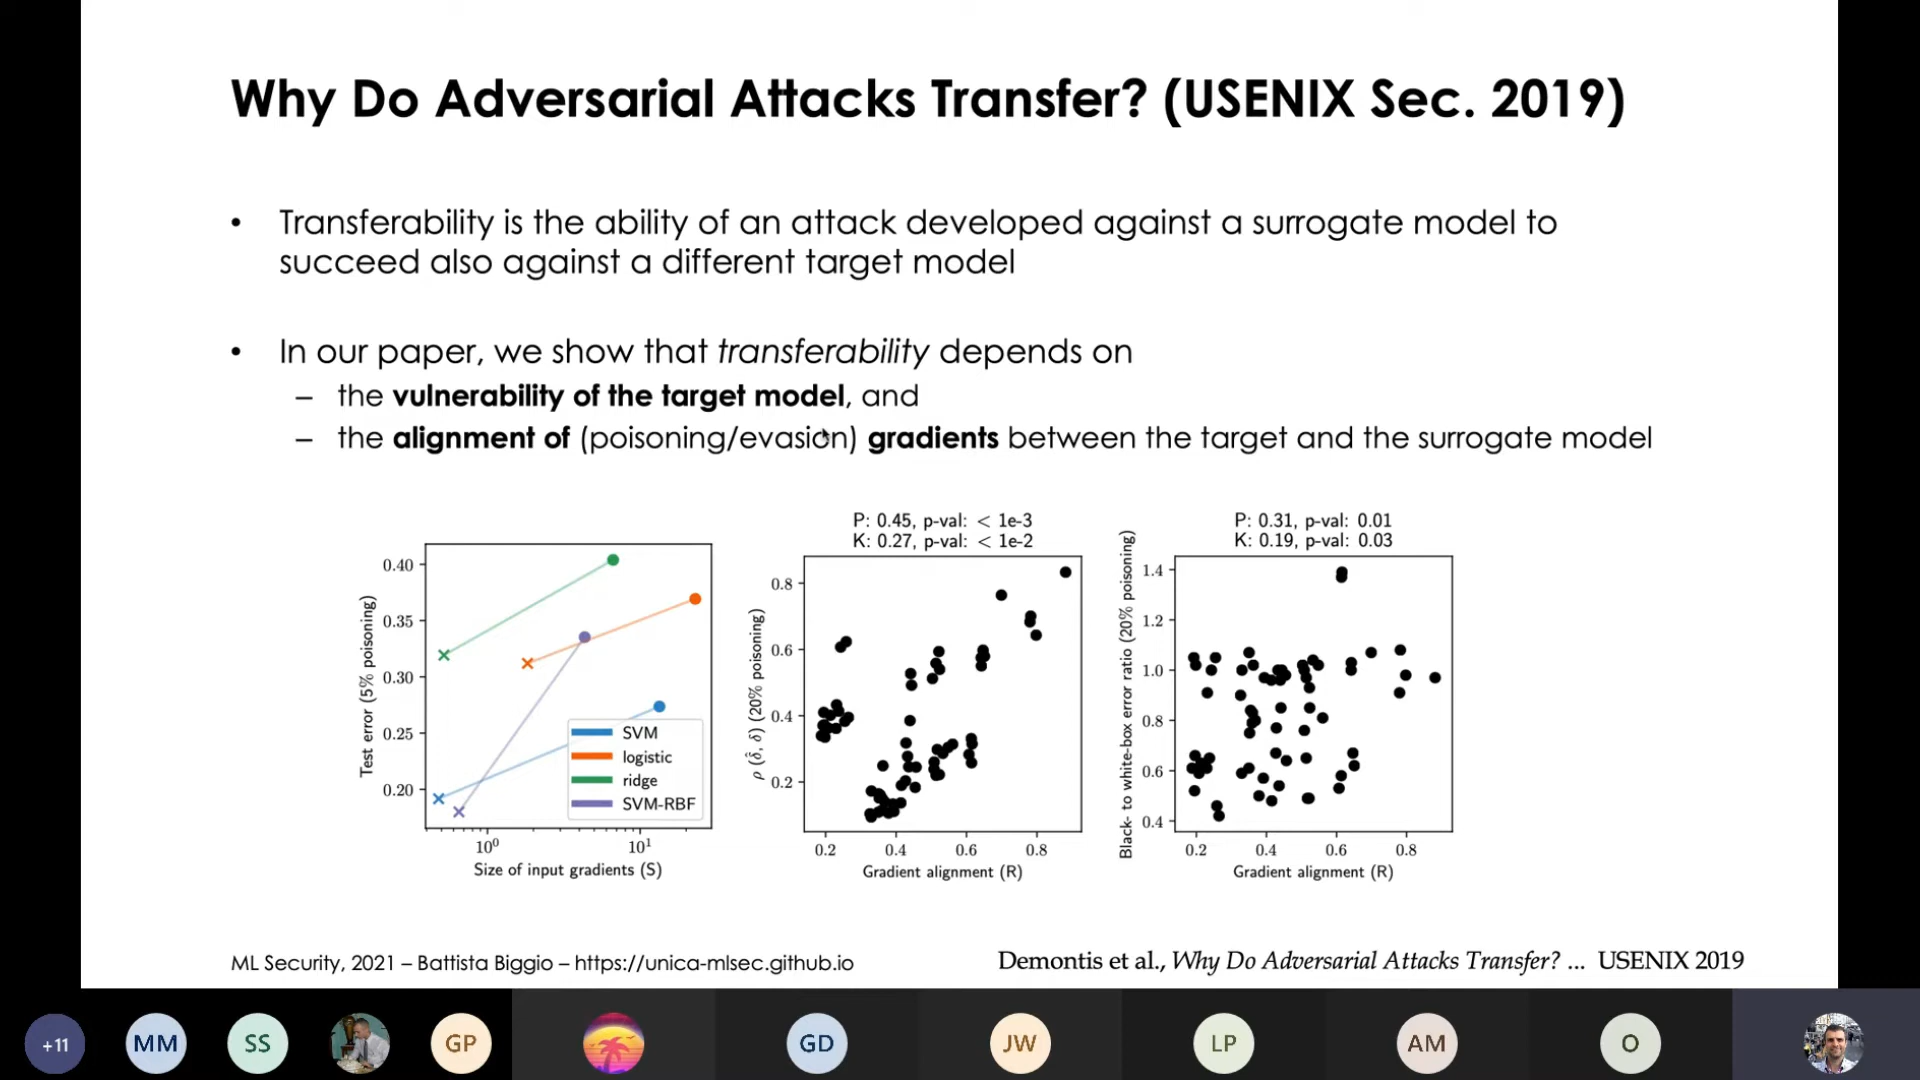 Why Do Adversarial Attacks Transfer? (USENIX Sec. 2019)
• Transferability is the ability of an attack developed against a surrogate model to
succeed also against a different target model
• In our paper, we show that transferability depends on
– the vulnerability of the target model, and
– the alignment of (poisoning/evasion) gradients between the target and the surrogate model
Test error (5% poisoning)
0.40
0.35
0.30
0.25
0.20
SVM
logistic
ridge
SVM-RBF
10⁰ 10¹
Size of input gradients (S)
P: 0.45, p-val: < 1e-3
K: 0.27, p-val: < 1e-2
ρ (δ̂, δ) (20% poisoning)
0.8
0.6
0.4
0.2
0.2 0.4 0.6 0.8
Gradient alignment (R)
P: 0.31, p-val: 0.01
K: 0.19, p-val: 0.03
Black- to white-box error ratio (20% poisoning)
1.4
1.2
1.0
0.8
0.6
0.4
0.2 0.4 0.6 0.8
Gradient alignment (R)
ML Security, 2021 – Battista Biggio – https://unica-mlsec.github.io
Demontis et al., Why Do Adversarial Attacks Transfer? ... USENIX 2019
+11 MM SS GP GD JW LP AM O